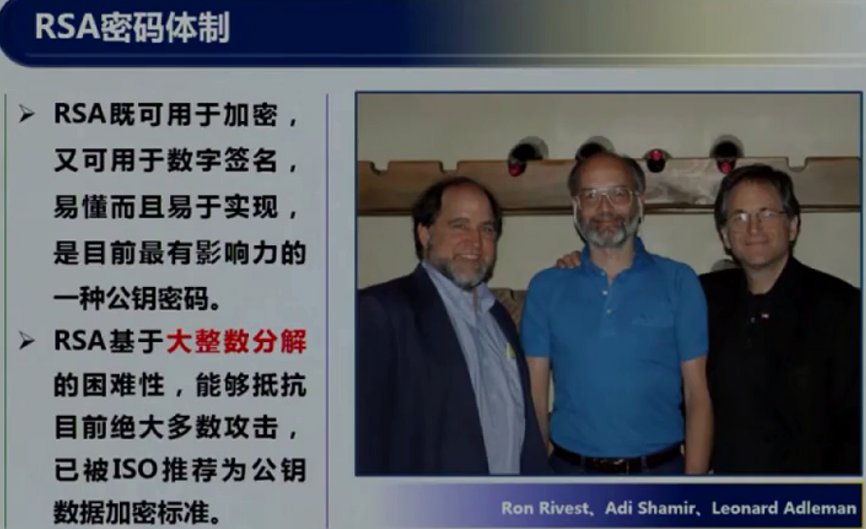 RSA密码体制
RSA既可用于加密，
又可用于数字签名，
易懂而且易于实现，
是目前最有影响力的
一种公钥密码。
RSA基于大整数分解
的困难性，能够抵抗
目前绝大多数攻击，
已被ISO推荐为公钥
数据加密标准。
Ron Rivest、Adi Shamir、Leonard Adleman